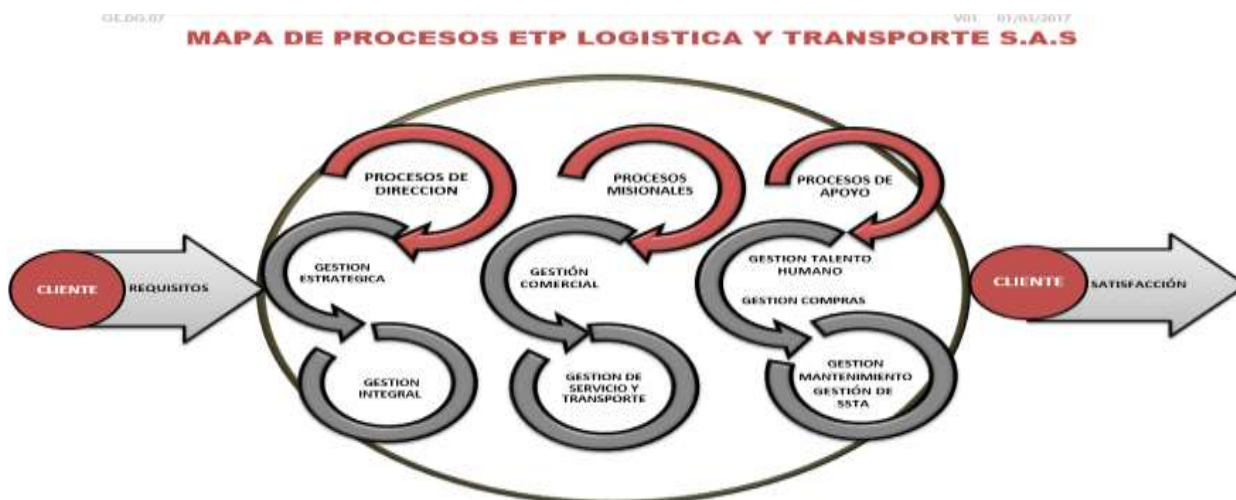 GE.DG.07 V01 01/03/2017
MAPA DE PROCESOS ETP LOGISTICA Y TRANSPORTE S.A.S
PROCESOS DE
DIRECCION
PROCESOS
MISIONALES
PROCESOS DE
APOYO
CLIENTE
REQUISITOS
GESTION
ESTRATEGICA
GESTIÓN
COMERCIAL
GESTION TALENTO
HUMANO
GESTION COMPRAS
CLIENTE
SATISFACCIÓN
GESTION
INTEGRAL
GESTION DE
SERVICIO Y
TRANSPORTE
GESTION
MANTENIMIENTO
GESTIÓN DE
SSTA